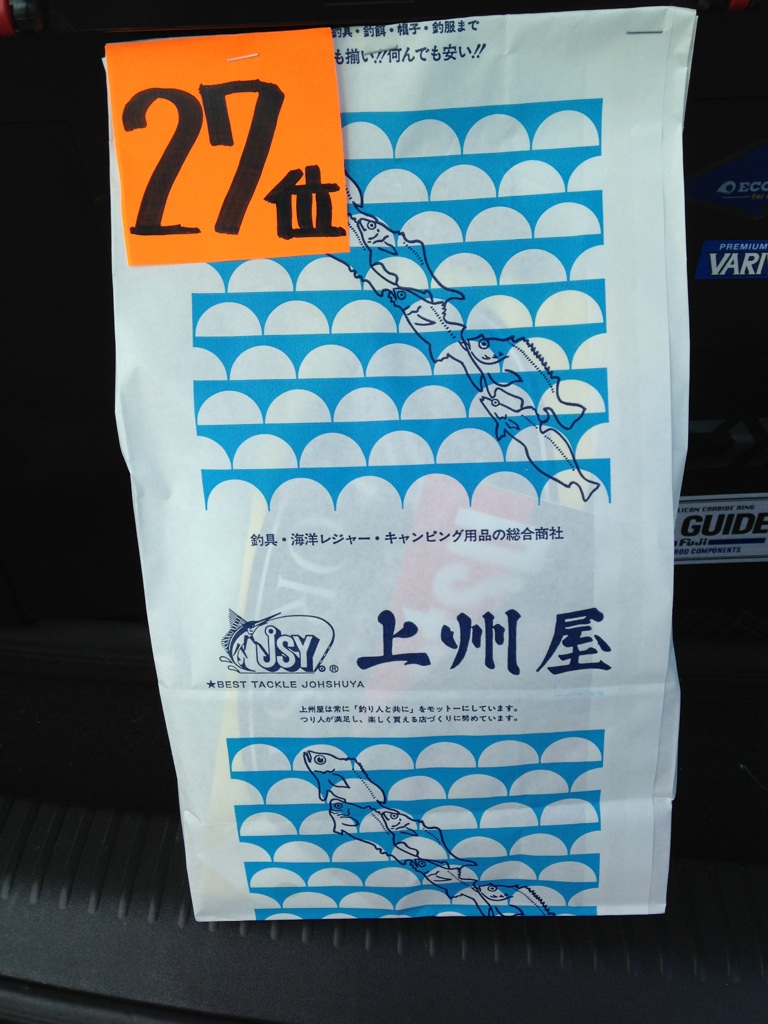 釣具・釣餌・帽子・釣服まで
も揃い!!何んでも安い!!
27位
釣具・海洋レジャー・キャンピング用品の総合商社
JSY®
上州屋
★BEST TACKLE JOHSHUYA
上州屋は常に「釣り人と共に」をモットーにしています。
つり人が満足し、楽しく買える店づくりに努めています。
ECO
PREMIUM
VARI
SILICON CARBIDE RING
GUIDE
Fuji
ROD COMPONENTS